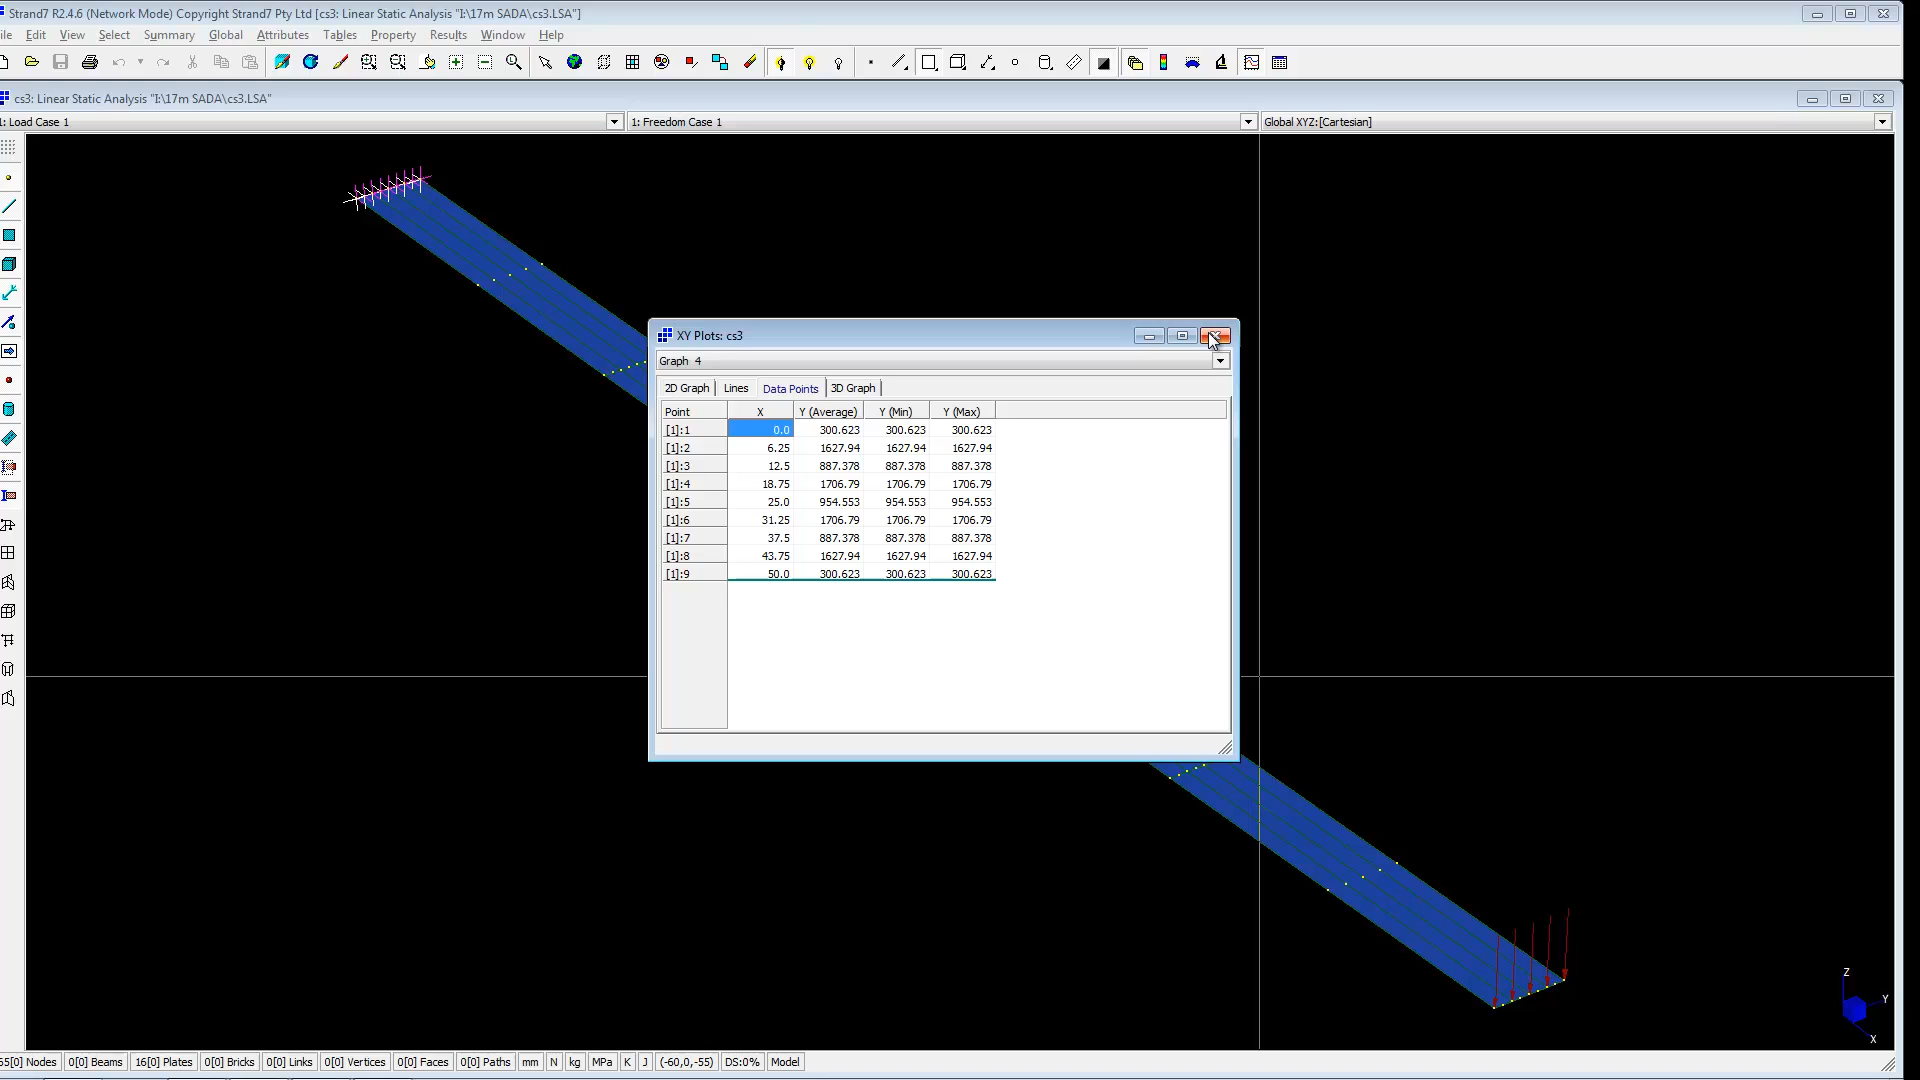 Strand7 R2.4.6 (Network Mode) Copyright Strand7 Pty Ltd [cs3: Linear Static Analysis "I:\17m SADA\cs3.LSA"]
ile Edit View Select Summary Global Attributes Tables Property Results Window Help
cs3: Linear Static Analysis "I:\17m SADA\cs3.LSA"
1: Load Case 1 1: Freedom Case 1 Global XYZ:[Cartesian]
XY Plots: cs3
Graph 4
2D Graph Lines Data Points 3D Graph
Point X Y (Average) Y (Min) Y (Max)
[1]:1 0.0 300.623 300.623 300.623
[1]:2 6.25 1627.94 1627.94 1627.94
[1]:3 12.5 887.378 887.378 887.378
[1]:4 18.75 1706.79 1706.79 1706.79
[1]:5 25.0 954.553 954.553 954.553
[1]:6 31.25 1706.79 1706.79 1706.79
[1]:7 37.5 887.378 887.378 887.378
[1]:8 43.75 1627.94 1627.94 1627.94
[1]:9 50.0 300.623 300.623 300.623
Z
Y
X
55[0] Nodes 0[0] Beams 16[0] Plates 0[0] Bricks 0[0] Links 0[0] Vertices 0[0] Faces 0[0] Paths mm N kg MPa K J (-60,0,-55) DS:0% Model